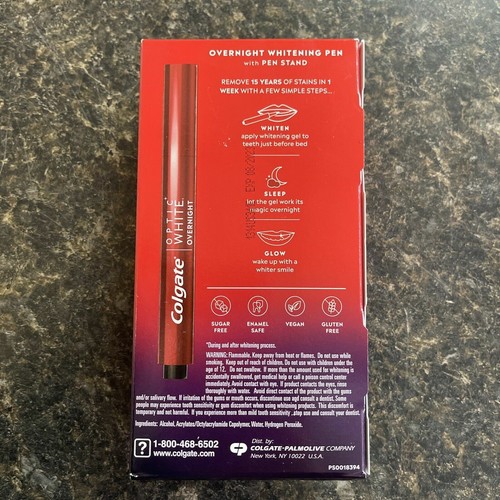 OVERNIGHT WHITENING PEN
with PEN STAND
REMOVE 15 YEARS OF STAINS IN 1
WEEK WITH A FEW SIMPLE STEPS...
WHITEN
apply whitening gel to
teeth just before bed
SLEEP
let the gel work its
magic overnight
GLOW
wake up with a
whiter smile
Colgate®
OPTIC
WHITE
OVERNIGHT
SUGAR FREE
ENAMEL SAFE
VEGAN
GLUTEN FREE
*During and after whitening process.
WARNING: Flammable. Keep away from heat or flames. Do not use while
smoking. Keep out of reach of children. Do not use with children under the
age of 12. Do not swallow. If more than the amount used for whitening is
accidentally swallowed, get medical help or call a poison control center
immediately. Avoid contact with eyes. If product contacts the eyes, rinse
thoroughly with water. Avoid direct contact of the product with the gums
and/or salivary flow. If irritation of the gums or mouth occurs, discontinue use and consult a dentist. Some
people may experience tooth sensitivity or gum discomfort when using whitening products. This discomfort is
temporary and not harmful. If you experience more than mild tooth sensitivity, stop use and consult your dentist.
Ingredients: Alcohol, Acrylates/Octylacrylamide Copolymer, Water, Hydrogen Peroxide.
? 1-800-468-6502
www.colgate.com
Dist. by:
COLGATE-PALMOLIVE COMPANY
New York, NY 10022 U.S.A.
P50018394